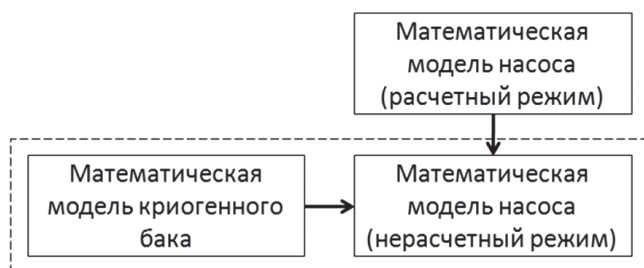 Математическая
модель насоса
(расчетный режим)
Математическая
модель криогенного
бака
Математическая
модель насоса
(нерасчетный режим)